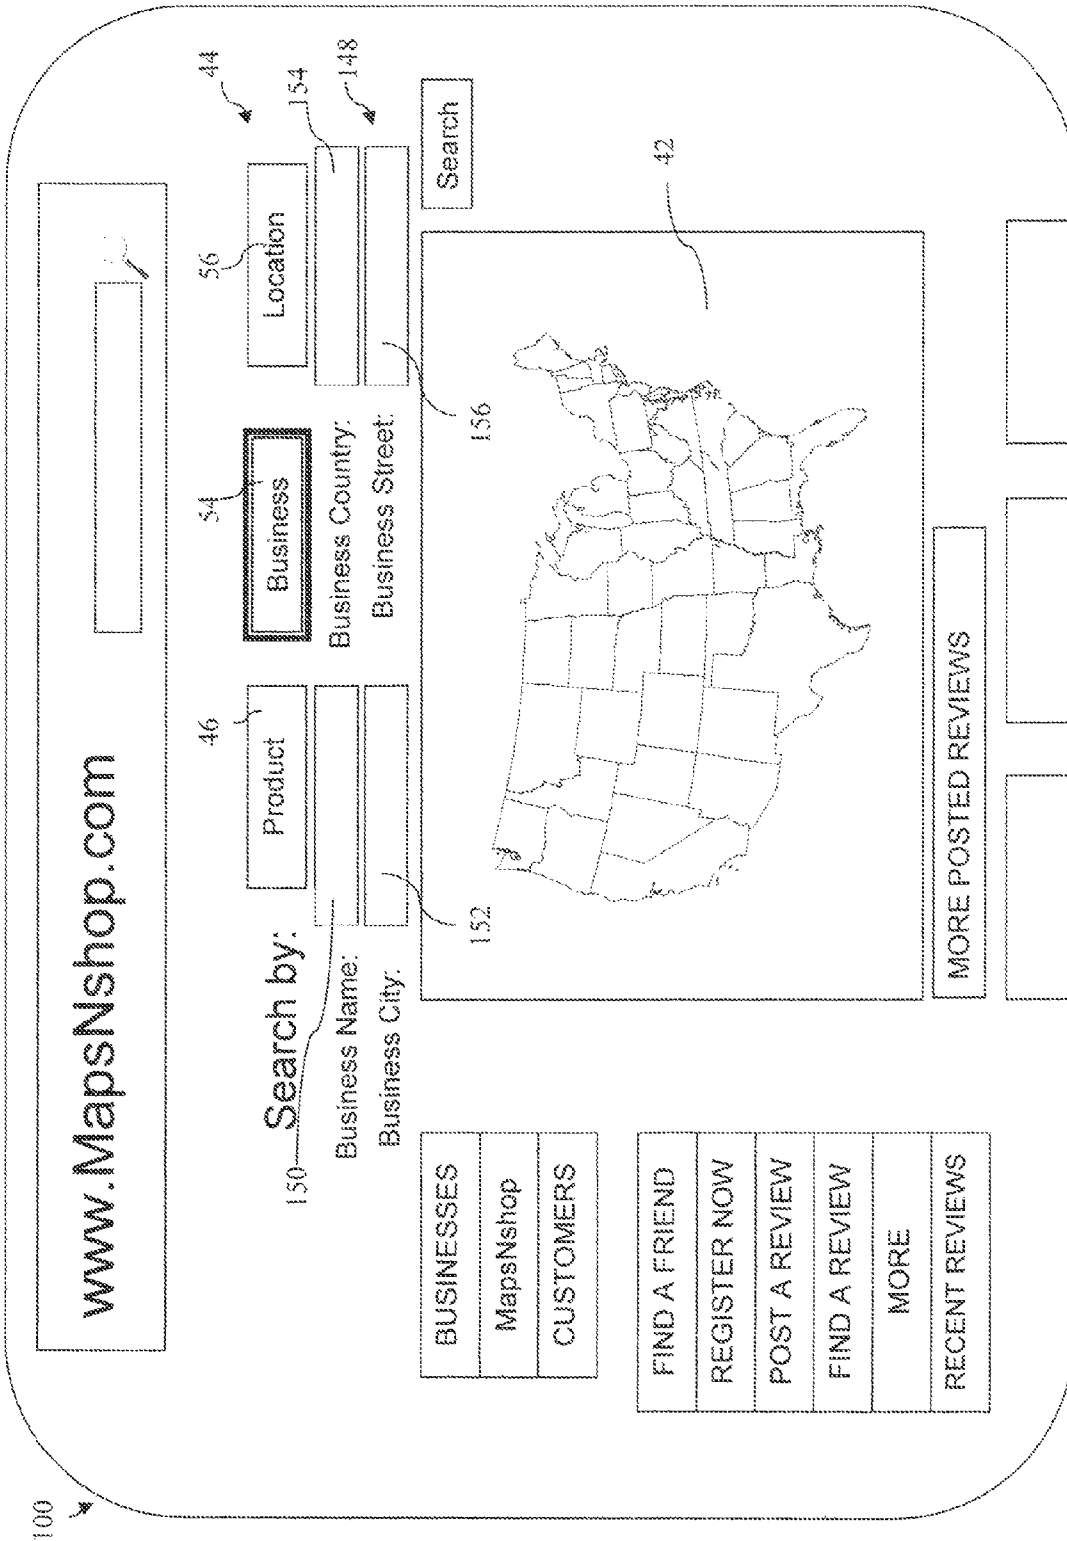 100
www.MapsNshop.com
44
46
54
56
Search by:
Product
Business
Location
154
150
Business Name:
Business Country:
148
Business City:
Business Street:
152
156
Search
42
BUSINESSES
MapsNshop
CUSTOMERS
FIND A FRIEND
REGISTER NOW
POST A REVIEW
FIND A REVIEW
MORE
RECENT REVIEWS
MORE POSTED REVIEWS